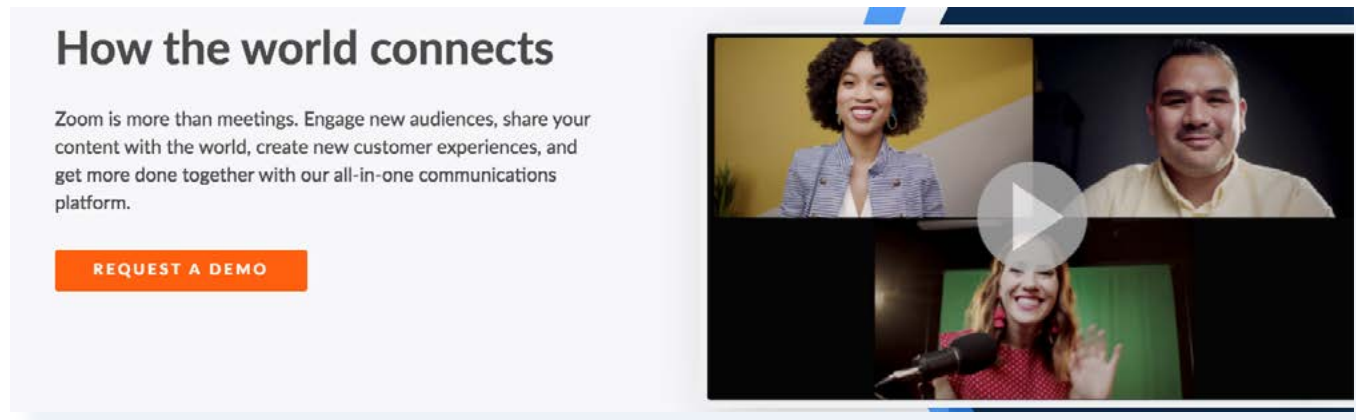 How the world connects
Zoom is more than meetings. Engage new audiences, share your
content with the world, create new customer experiences, and
get more done together with our all-in-one communications
platform.
REQUEST A DEMO